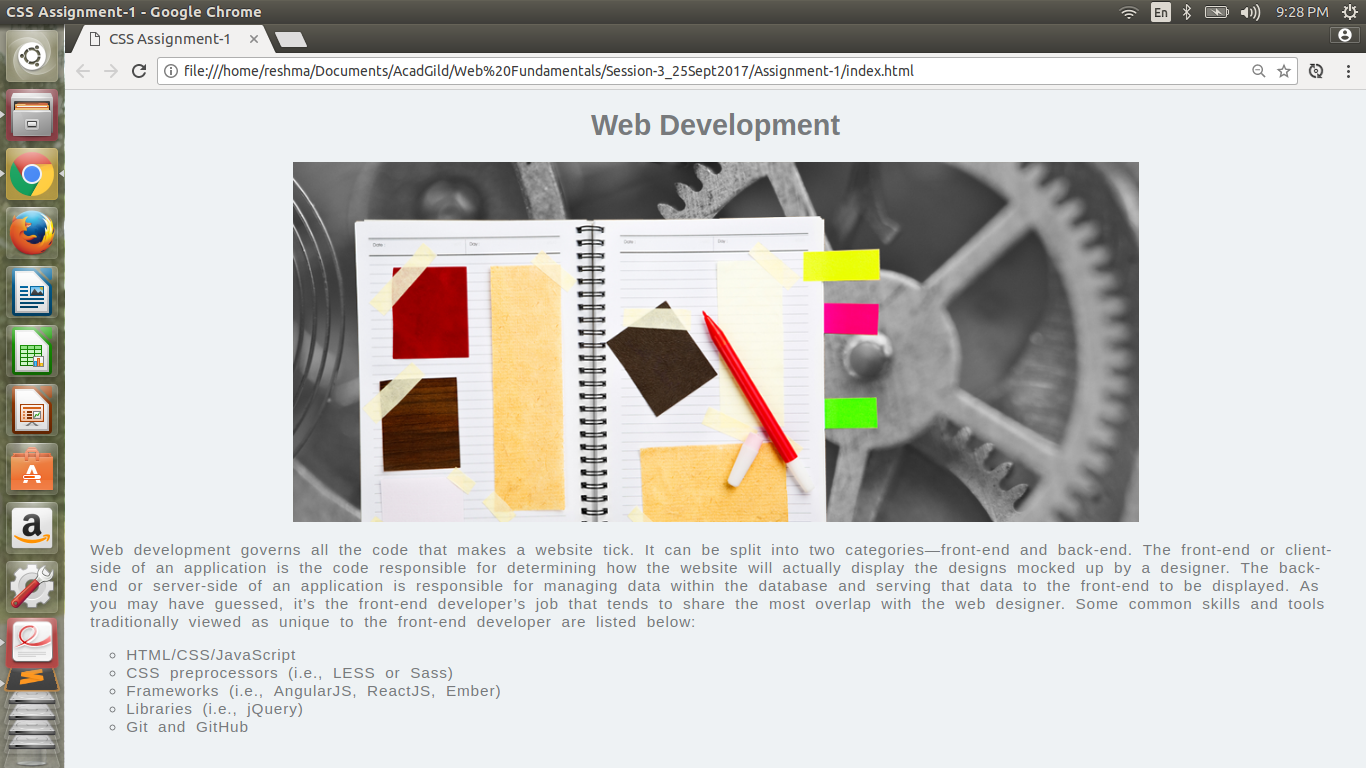 CSS Assignment-1 - Google Chrome
En
9:28 PM
CSS Assignment-1
file:///home/reshma/Documents/AcadGild/Web%20Fundamentals/Session-3_25Sept2017/Assignment-1/index.html
Web Development
Date :
Date :
Web development governs all the code that makes a website tick. It can be split into two categories—front-end and back-end. The front-end or client-
side of an application is the code responsible for determining how the website will actually display the designs mocked up by a designer. The back-
end or server-side of an application is responsible for managing data within the database and serving that data to the front-end to be displayed. As
you may have guessed, it’s the front-end developer’s job that tends to share the most overlap with the web designer. Some common skills and tools
traditionally viewed as unique to the front-end developer are listed below:
HTML/CSS/JavaScript
CSS preprocessors (i.e., LESS or Sass)
Frameworks (i.e., AngularJS, ReactJS, Ember)
Libraries (i.e., jQuery)
Git and GitHub